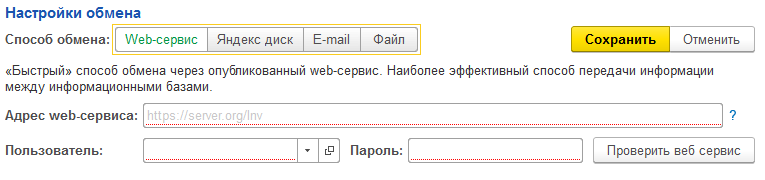 Настройки обмена
Способ обмена: Web-сервис Яндекс диск E-mail Файл Сохранить Отменить
«Быстрый» способ обмена через опубликованный web-сервис. Наиболее эффективный способ передачи информации
между информационными базами.
Адрес web-сервиса: https://server.org/Inv ?
Пользователь: Пароль: Проверить веб сервис